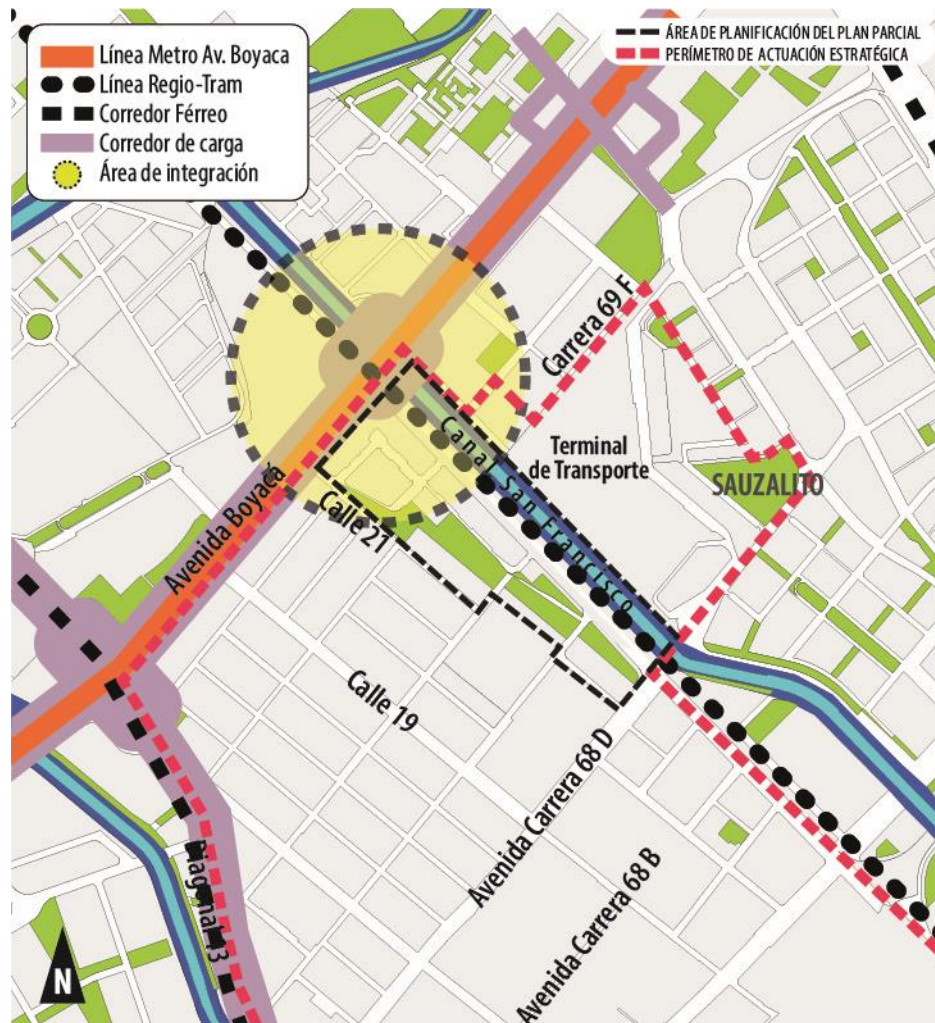 Línea Metro Av. Boyaca
Línea Regio-Tram
Corredor Férreo
Corredor de carga
Área de integración
ÁREA DE PLANIFICACIÓN DEL PLAN PARCIAL
PERÍMETRO DE ACTUACIÓN ESTRATÉGICA
Carrera 69 F
Terminal
de Transporte
SAUZALITO
Canal San Francisco
Avenida Boyacá
Calle 21
Calle 19
Avenida Carrera 68 D
Avenida Carrera 68 B
Diagonal 13
N